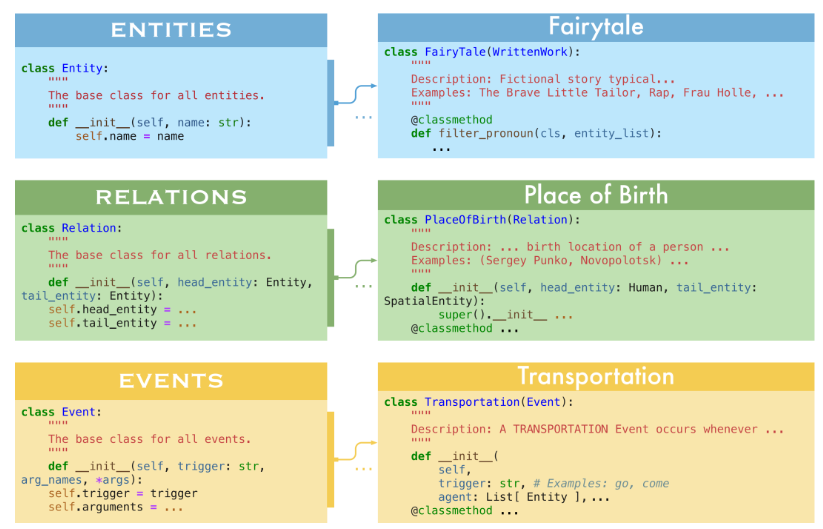 ENTITIES
class Entity:
"""
The base class for all entities.
"""
def __init__(self, name: str):
self.name = name
...
Fairytale
class FairyTale(WrittenWork):
"""
Description: Fictional story typical...
Examples: The Brave Little Tailor, Rap, Frau Holle, ...
"""
@classmethod
def filter_pronoun(cls, entity_list):
...
RELATIONS
class Relation:
"""
The base class for all relations.
"""
def __init__(self, head_entity: Entity,
tail_entity: Entity):
self.head_entity = ...
self.tail_entity = ...
...
Place of Birth
class PlaceOfBirth(Relation):
"""
Description: ... birth location of a person ...
Examples: (Sergey Punko, Novopolotsk) ...
"""
def __init__(self, head_entity: Human, tail_entity:
SpatialEntity):
super().__init__ ...
@classmethod ...
EVENTS
class Event:
"""
The base class for all events.
"""
def __init__(self, trigger: str,
arg_names, *args):
self.trigger = trigger
self.arguments = ...
...
Transportation
class Transportation(Event):
"""
Description: A TRANSPORTATION Event occurs whenever ...
"""
def __init__(
self,
trigger: str, # Examples: go, come
agent: List[ Entity ], ...
@classmethod ...